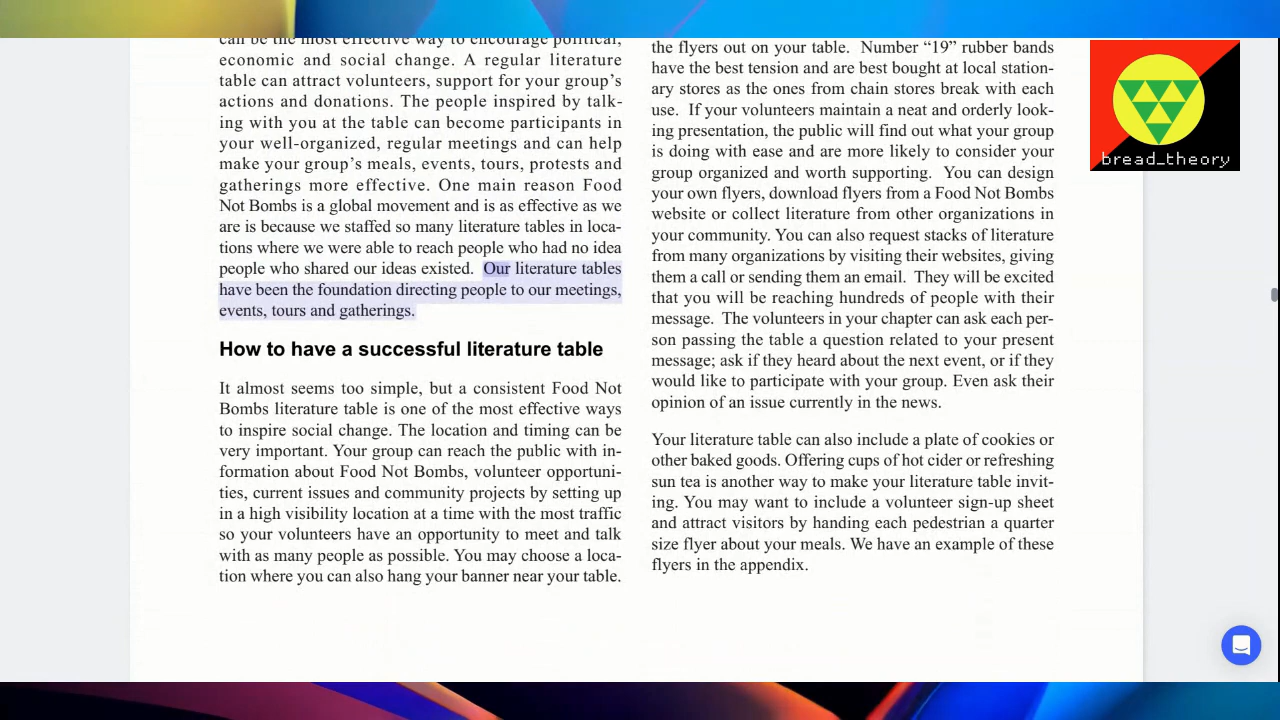 can be the most effective way to encourage political,
economic and social change. A regular literature
table can attract volunteers, support for your group's
actions and donations. The people inspired by talk-
ing with you at the table can become participants in
your well-organized, regular meetings and can help
make your group's meals, events, tours, protests and
gatherings more effective. One main reason Food
Not Bombs is a global movement and is as effective as we
are is because we staffed so many literature tables in loca-
tions where we were able to reach people who had no idea
people who shared our ideas existed. Our literature tables
have been the foundation directing people to our meetings,
events, tours and gatherings.
How to have a successful literature table
It almost seems too simple, but a consistent Food Not
Bombs literature table is one of the most effective ways
to inspire social change. The location and timing can be
very important. Your group can reach the public with in-
formation about Food Not Bombs, volunteer opportuni-
ties, current issues and community projects by setting up
in a high visibility location at a time with the most traffic
so your volunteers have an opportunity to meet and talk
with as many people as possible. You may choose a loca-
tion where you can also hang your banner near your table.
the flyers out on your table. Number “19” rubber bands
have the best tension and are best bought at local station-
ary stores as the ones from chain stores break with each
use. If your volunteers maintain a neat and orderly look-
ing presentation, the public will find out what your group
is doing with ease and are more likely to consider your
group organized and worth supporting. You can design
your own flyers, download flyers from a Food Not Bombs
website or collect literature from other organizations in
your community. You can also request stacks of literature
from many organizations by visiting their websites, giving
them a call or sending them an email. They will be excited
that you will be reaching hundreds of people with their
message. The volunteers in your chapter can ask each per-
son passing the table a question related to your present
message; ask if they heard about the next event, or if they
would like to participate with your group. Even ask their
opinion of an issue currently in the news.
Your literature table can also include a plate of cookies or
other baked goods. Offering cups of hot cider or refreshing
sun tea is another way to make your literature table invit-
ing. You may want to include a volunteer sign-up sheet
and attract visitors by handing each pedestrian a quarter
size flyer about your meals. We have an example of these
flyers in the appendix.
bread_theory